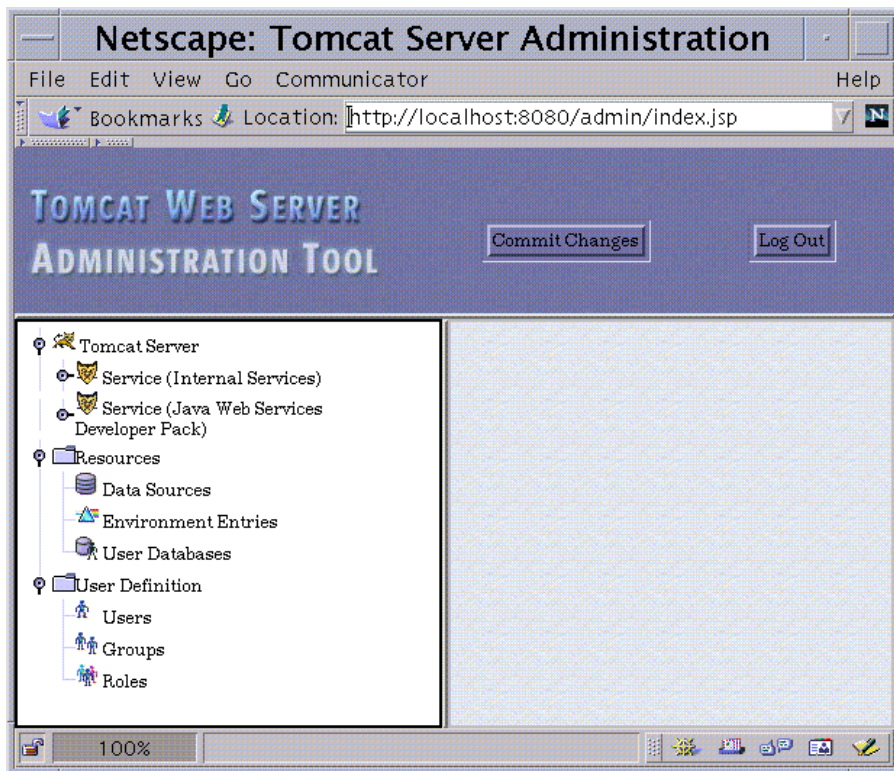 Netscape: Tomcat Server Administration
File Edit View Go Communicator Help
Bookmarks Location: http://localhost:8080/admin/index.jsp N
TOMCAT WEB SERVER
ADMINISTRATION TOOL
Commit Changes
Log Out
Tomcat Server
Service (Internal Services)
Service (Java Web Services
Developer Pack)
Resources
Data Sources
Environment Entries
User Databases
User Definition
Users
Groups
Roles
100%